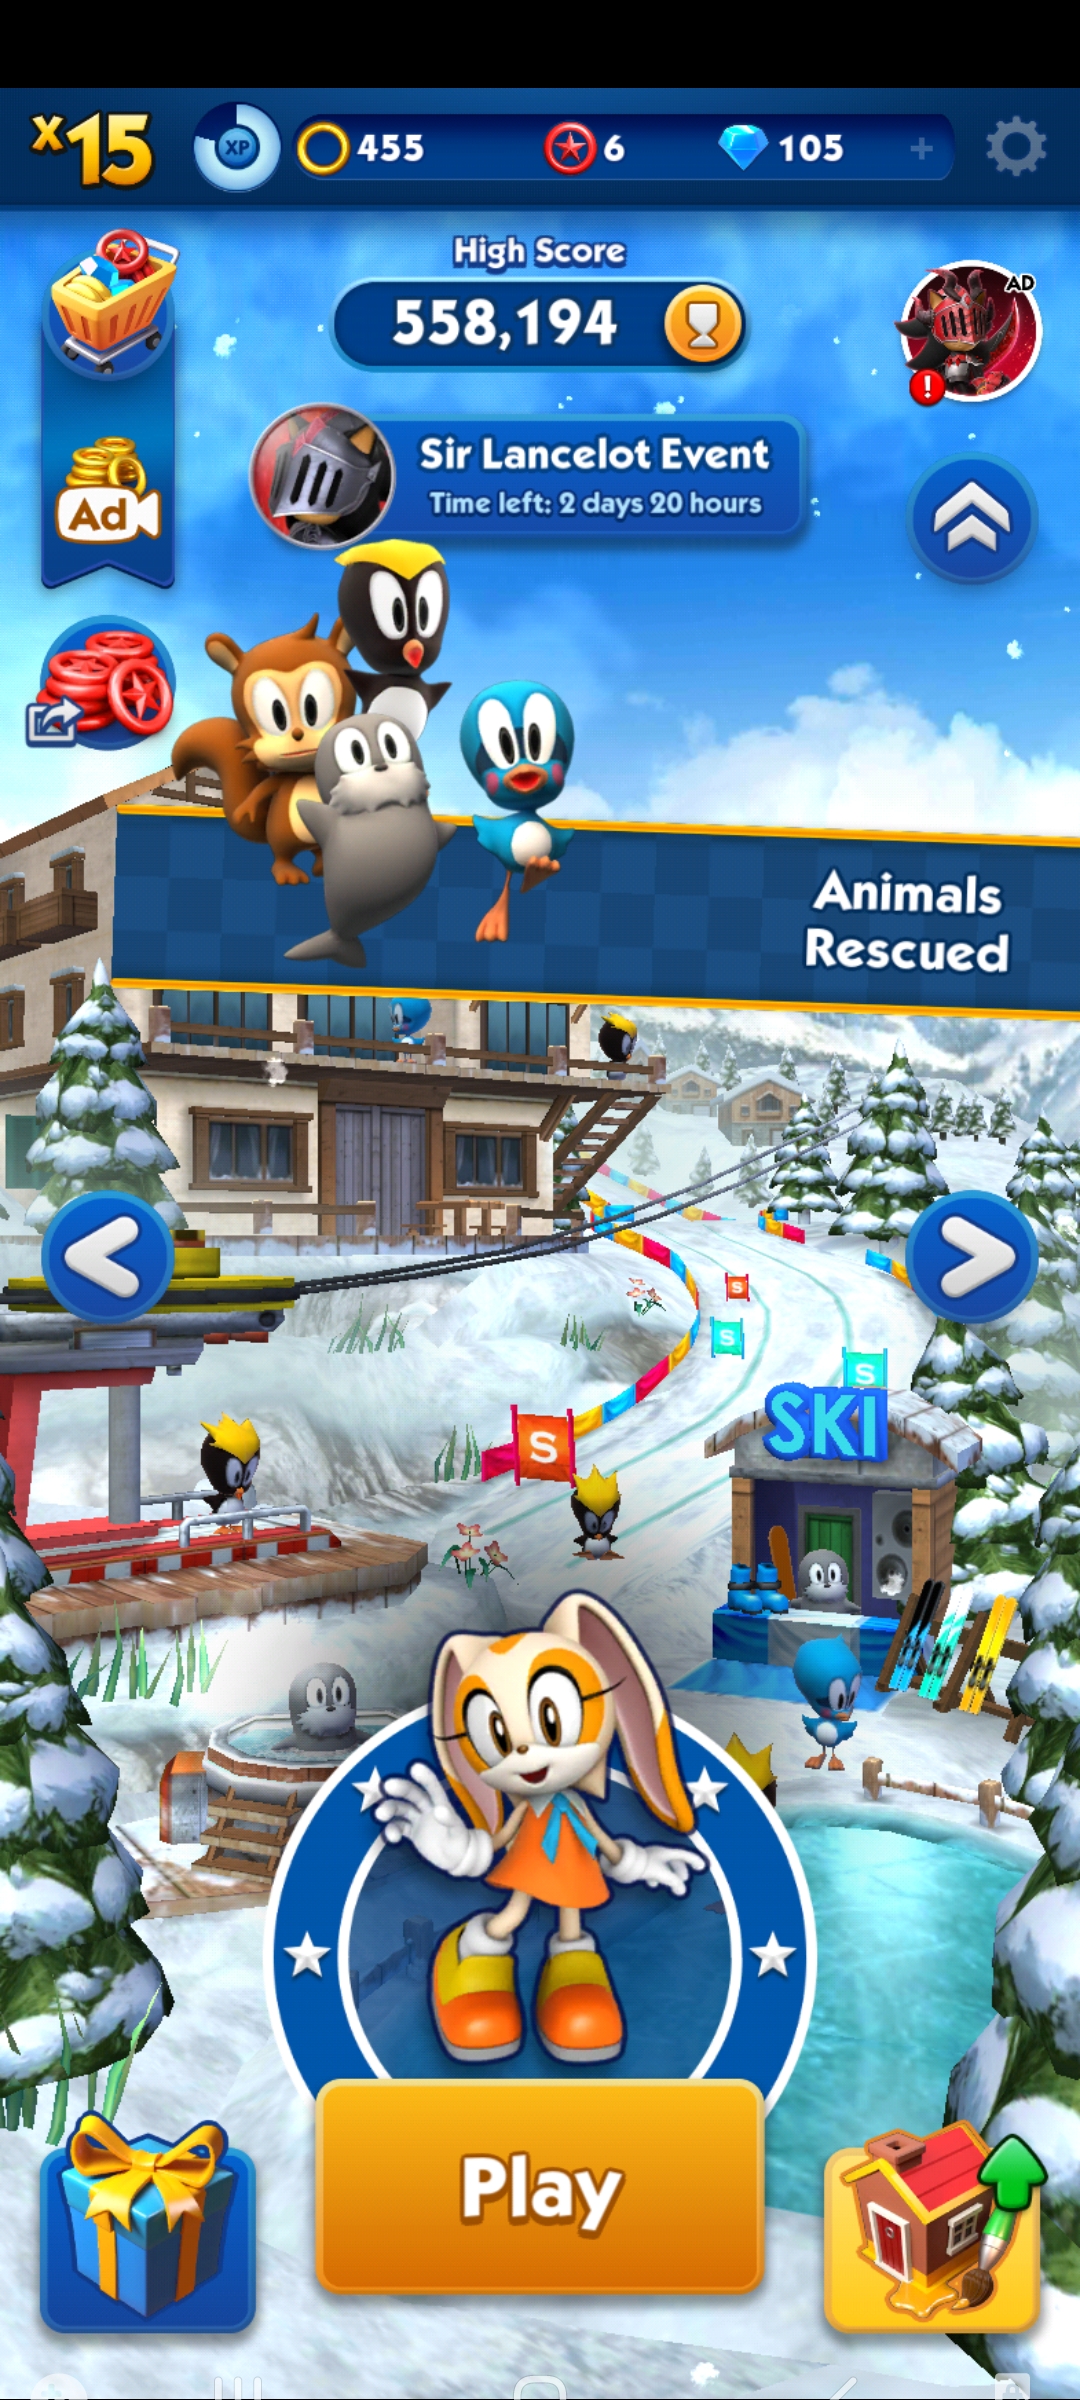 x15
XP
455
6
105
High Score
558,194
AD
!
Sir Lancelot Event
Time left: 2 days 20 hours
Ad
Animals
Rescued
S
S
S
S
SKI
Play